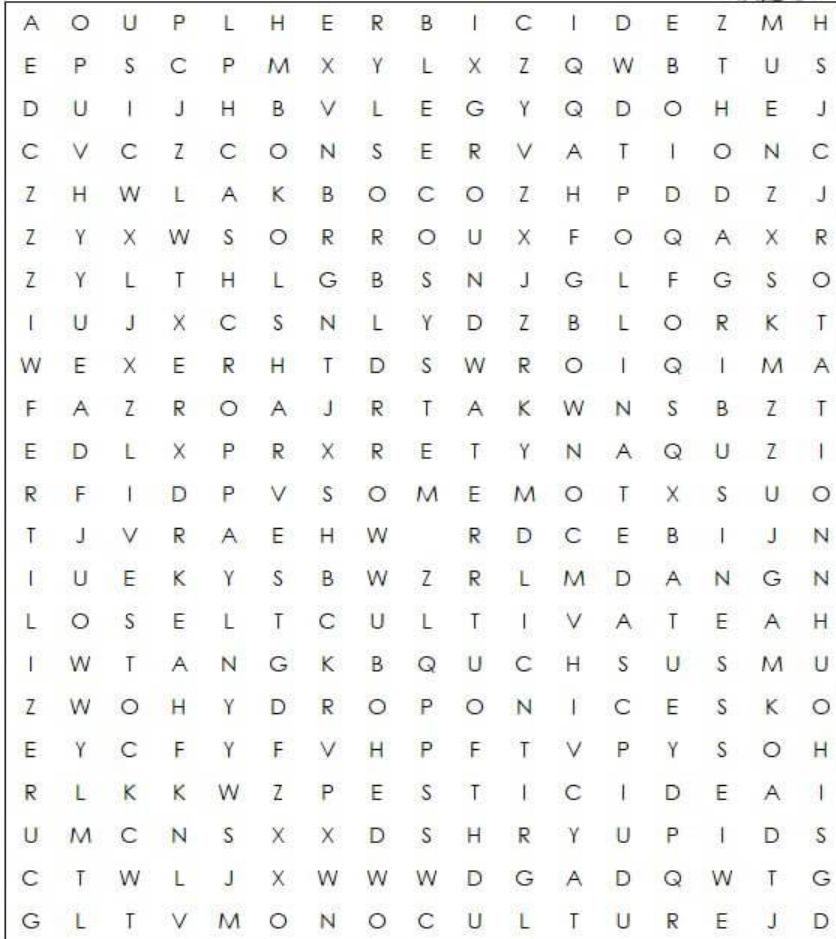 A O U P L H E R B I C I D E Z M H
E P S C P M X Y L X Z Q W B T U S
D U I J H B V L E G Y Q D O H E J
C V C Z C O N S E R V A T I O N C
Z H W L A K B O C O Z H P D D Z J
Z Y X W S O R R O U X F O Q A X R
Z Y L T H L G B S N J G L F G S O
I U J X C S N L Y D Z B L O R K T
W E X E R H T D S W R O I Q I M A
F A Z R O A J R T A K W N S B Z T
E D L X P R X R E T Y N A Q U Z I
R F I D P V S O M E M O T X S U O
T J V R A E H W R D C E B I J N
I U E K Y S B W Z R L M D A N G N
L O S E L T C U L T I V A T E A H
I W T A N G K B Q U C H S U S M U
Z W O H Y D R O P O N I C E S K O
E Y C F Y F V H P F T V P Y S O H
R L K K W Z P E S T I C I D E A I
U M C N S X X D S H R Y U P I D S
C T W L J X W W W D G A D Q W T G
G L T V M O N O C U L T U R E J D